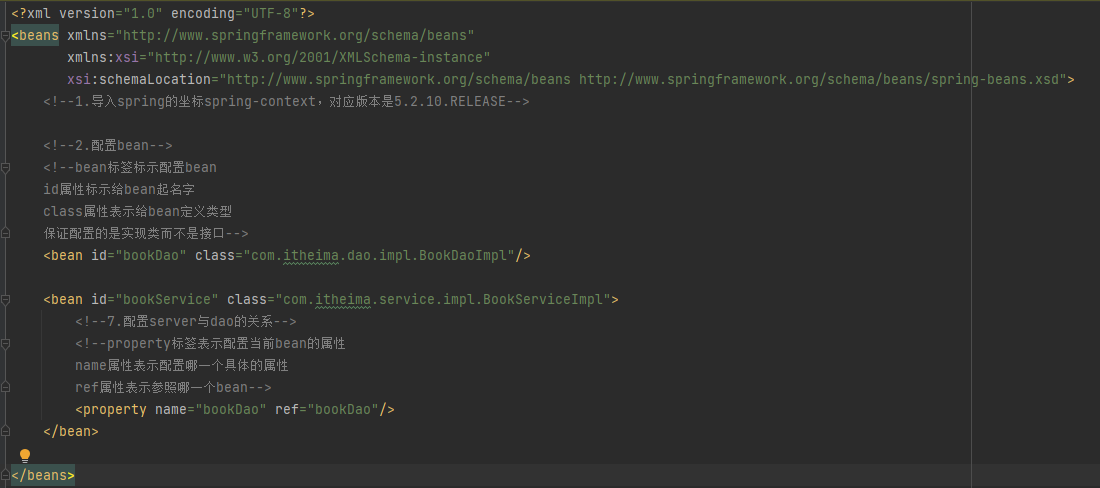 <?xml version="1.0" encoding="UTF-8"?>
<beans xmlns="http://www.springframework.org/schema/beans"
xmlns:xsi="http://www.w3.org/2001/XMLSchema-instance"
xsi:schemaLocation="http://www.springframework.org/schema/beans http://www.springframework.org/schema/beans/spring-beans.xsd">
<!--1.导入spring的坐标spring-context，对应版本是5.2.10.RELEASE-->
<!--2.配置bean-->
<!--bean标签标示配置bean
id属性标示给bean起名字
class属性表示给bean定义类型
保证配置的是实现类而不是接口-->
<bean id="bookDao" class="com.itheima.dao.impl.BookDaoImpl"/>
<bean id="bookService" class="com.itheima.service.impl.BookServiceImpl">
<!--7.配置server与dao的关系-->
<!--property标签表示配置当前bean的属性
name属性表示配置哪一个具体的属性
ref属性表示参照哪一个bean-->
<property name="bookDao" ref="bookDao"/>
</bean>
</beans>